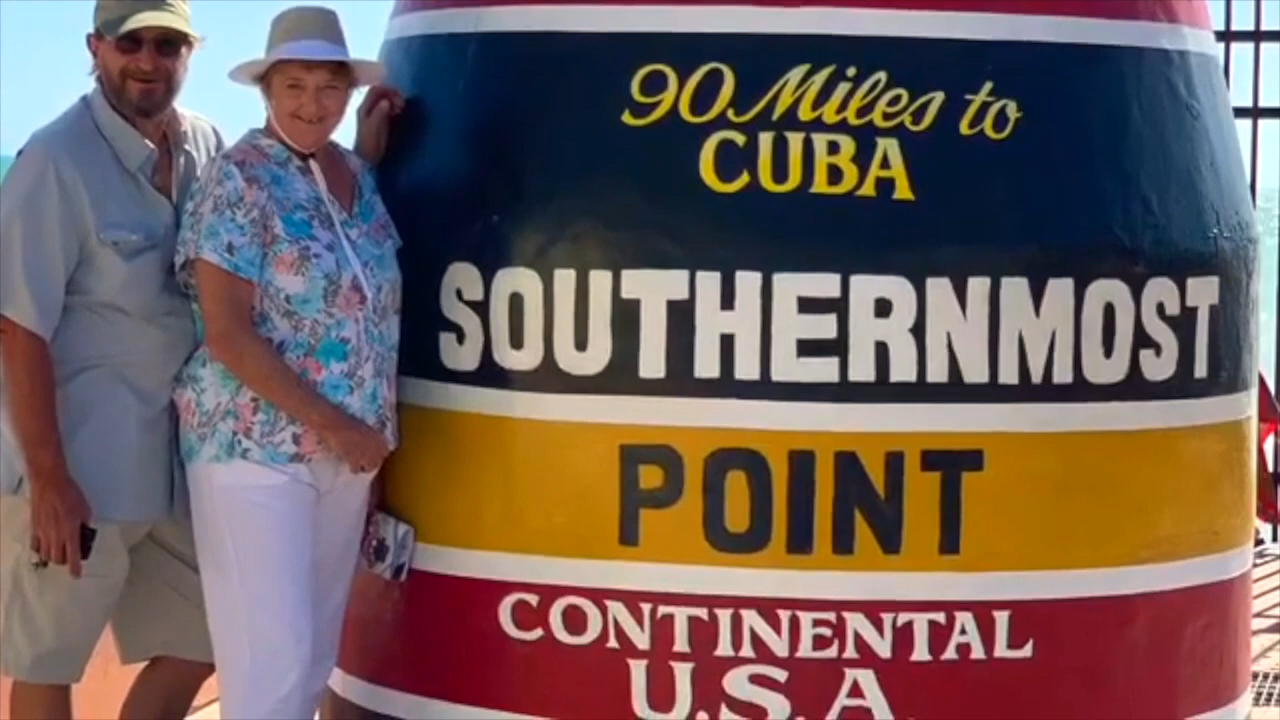 90 Miles to
CUBA
SOUTHERNMOST
POINT
CONTINENTAL
U.S.A.